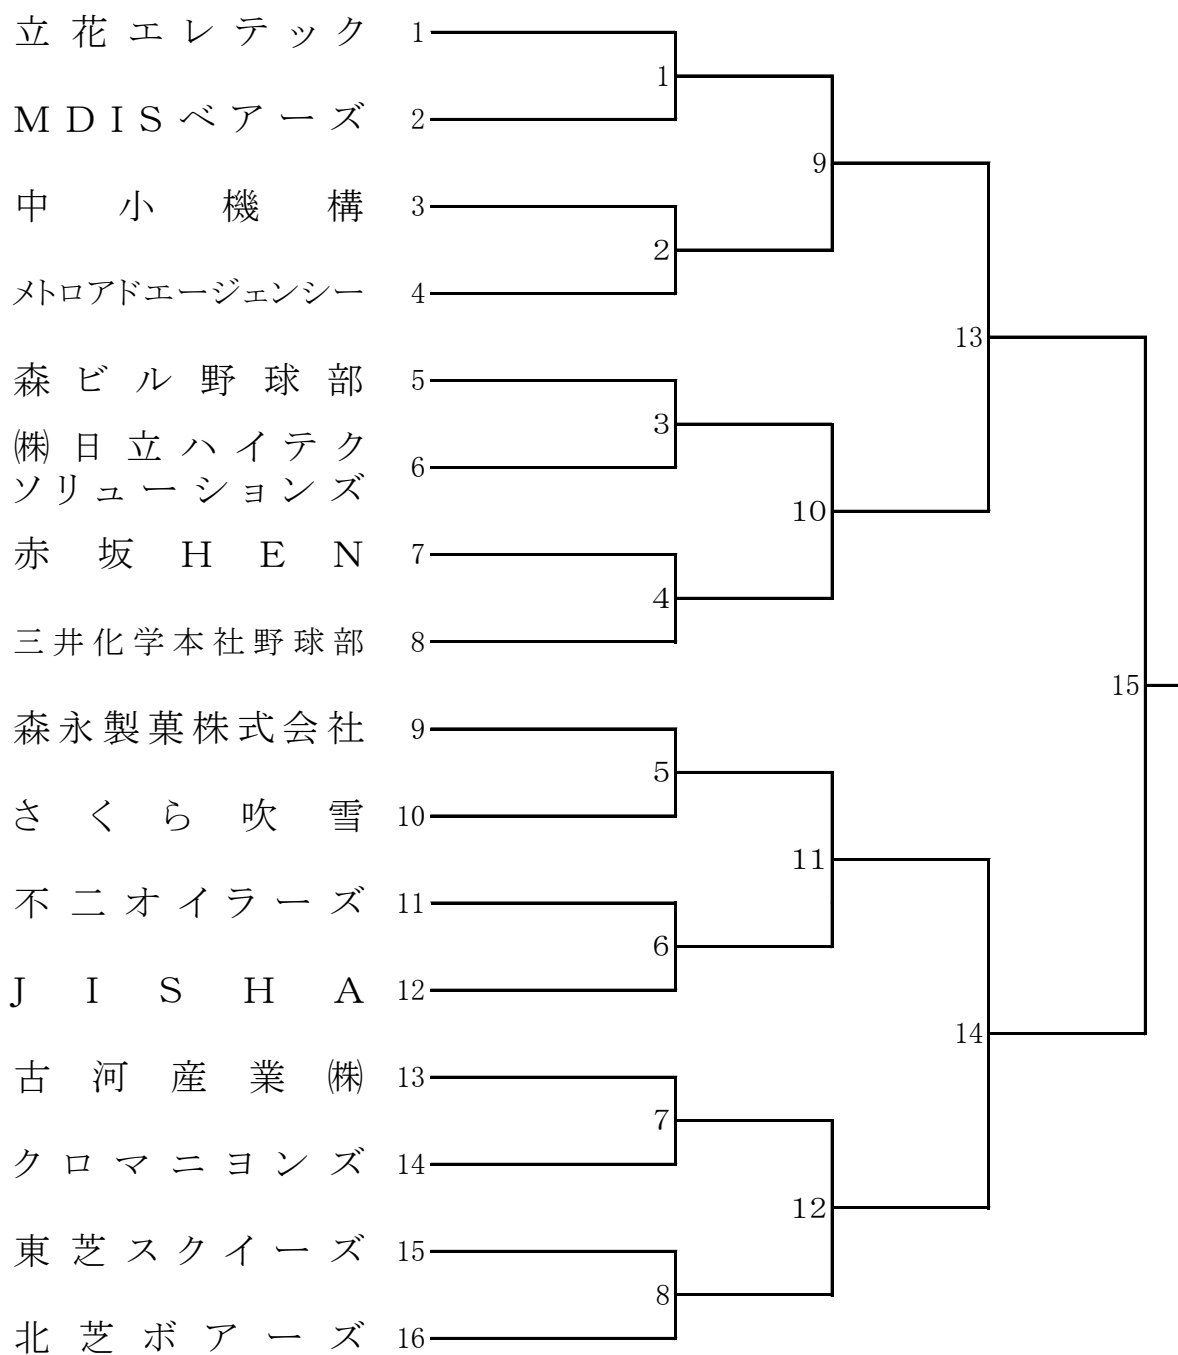 立花エレテック 1
1
MDISベアーズ 2
9
中小機構 3
2
メトロアドエージェンシー 4
13
森ビル野球部 5
3
㈱日立ハイテク
ソリューションズ 6
10
赤坂HEN 7
4
三井化学本社野球部 8
15
森永製菓株式会社 9
5
さくら吹雪 10
11
不二オイラーズ 11
6
JISHA 12
14
古河産業㈱ 13
7
クロマニヨンズ 14
12
東芝スクイーズ 15
8
北芝ボアーズ 16